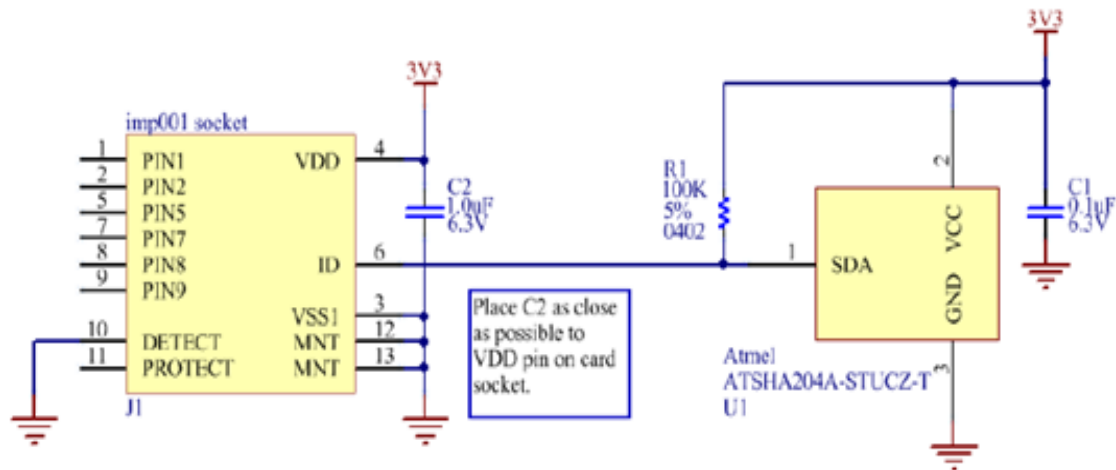 3V3
3V3
imp001 socket
1 PIN1 VDD 4
2 PIN2
5 PIN5
7 PIN7
8 PIN8 ID 6
9 PIN9
VSS1 3
10 DETECT MNT 12
11 PROTECT MNT 13
J1
C2
1.0uF
6.3V
Place C2 as close
as possible to
VDD pin on card
socket.
R1
100K
5%
0402
1 SDA
2 VCC
GND 3
C1
0.1uF
6.3V
Atmel
ATSHA204A-STUCZ-T
U1